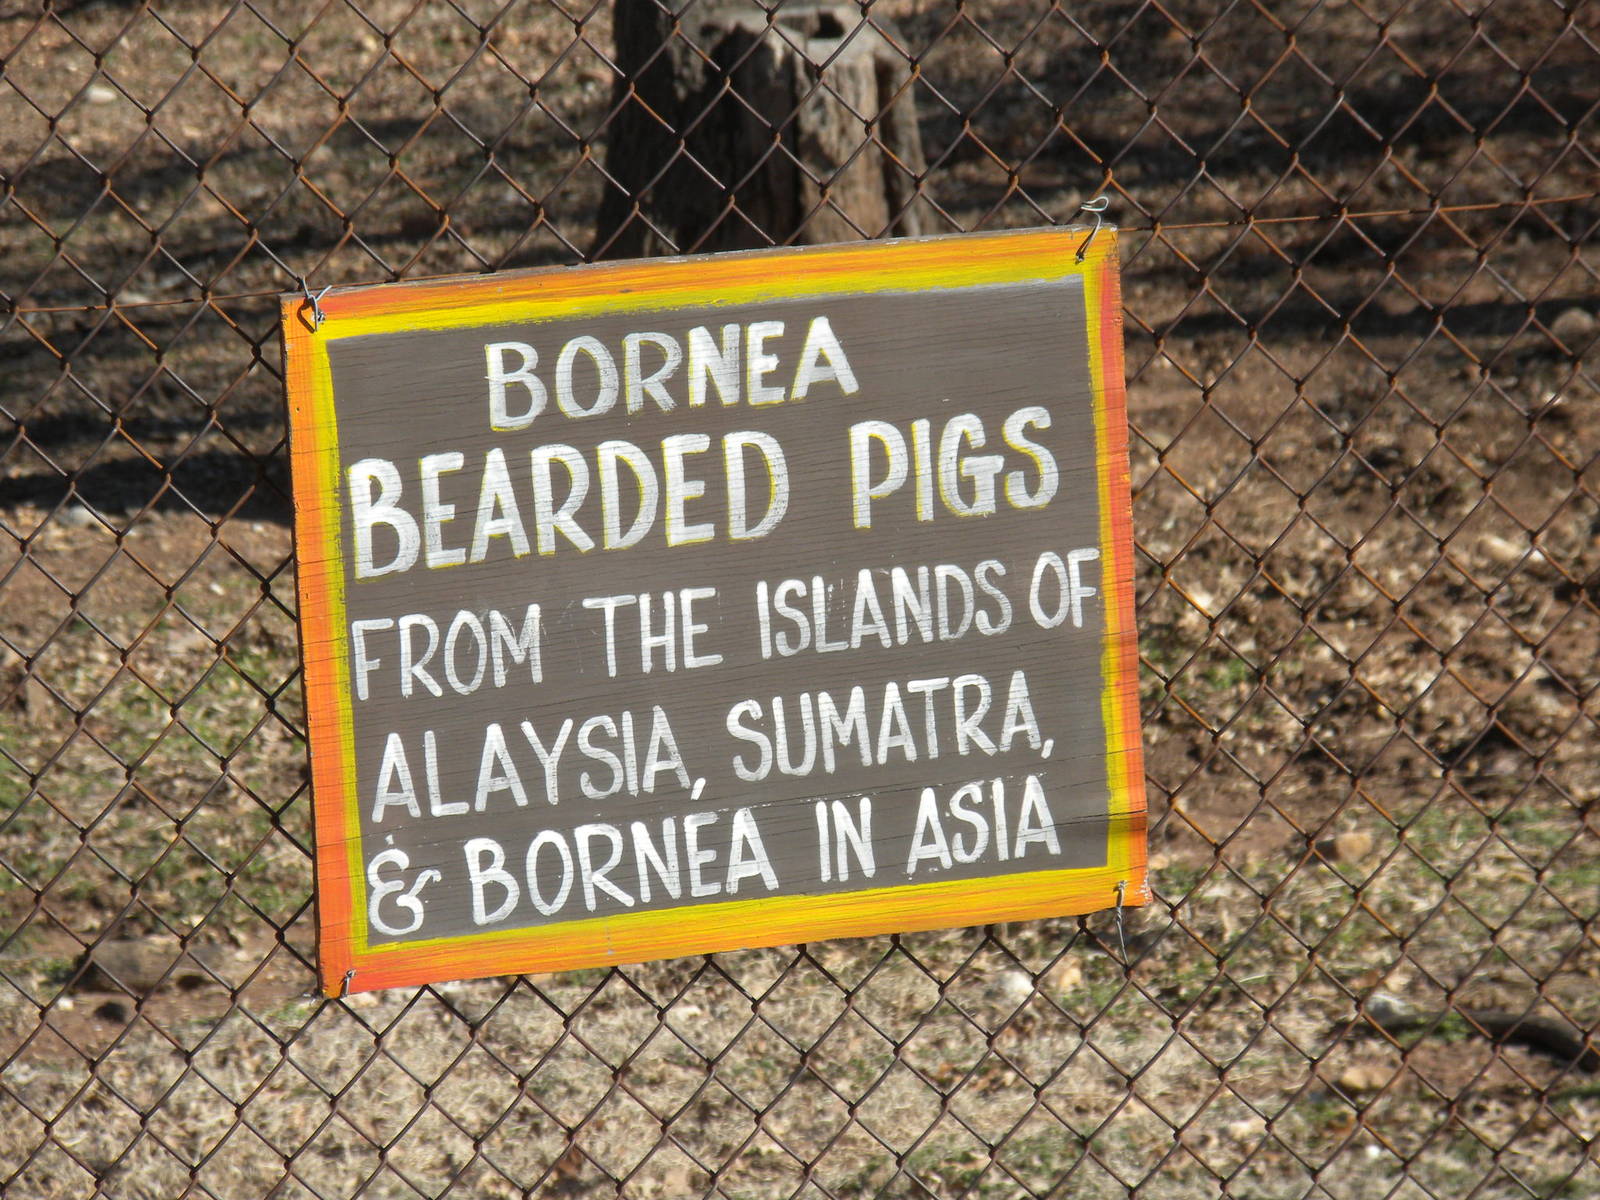 BORNEA
BEARDED PIGS
FROM THE ISLANDS OF
ALAYSIA, SUMATRA,
& BORNEA IN ASIA